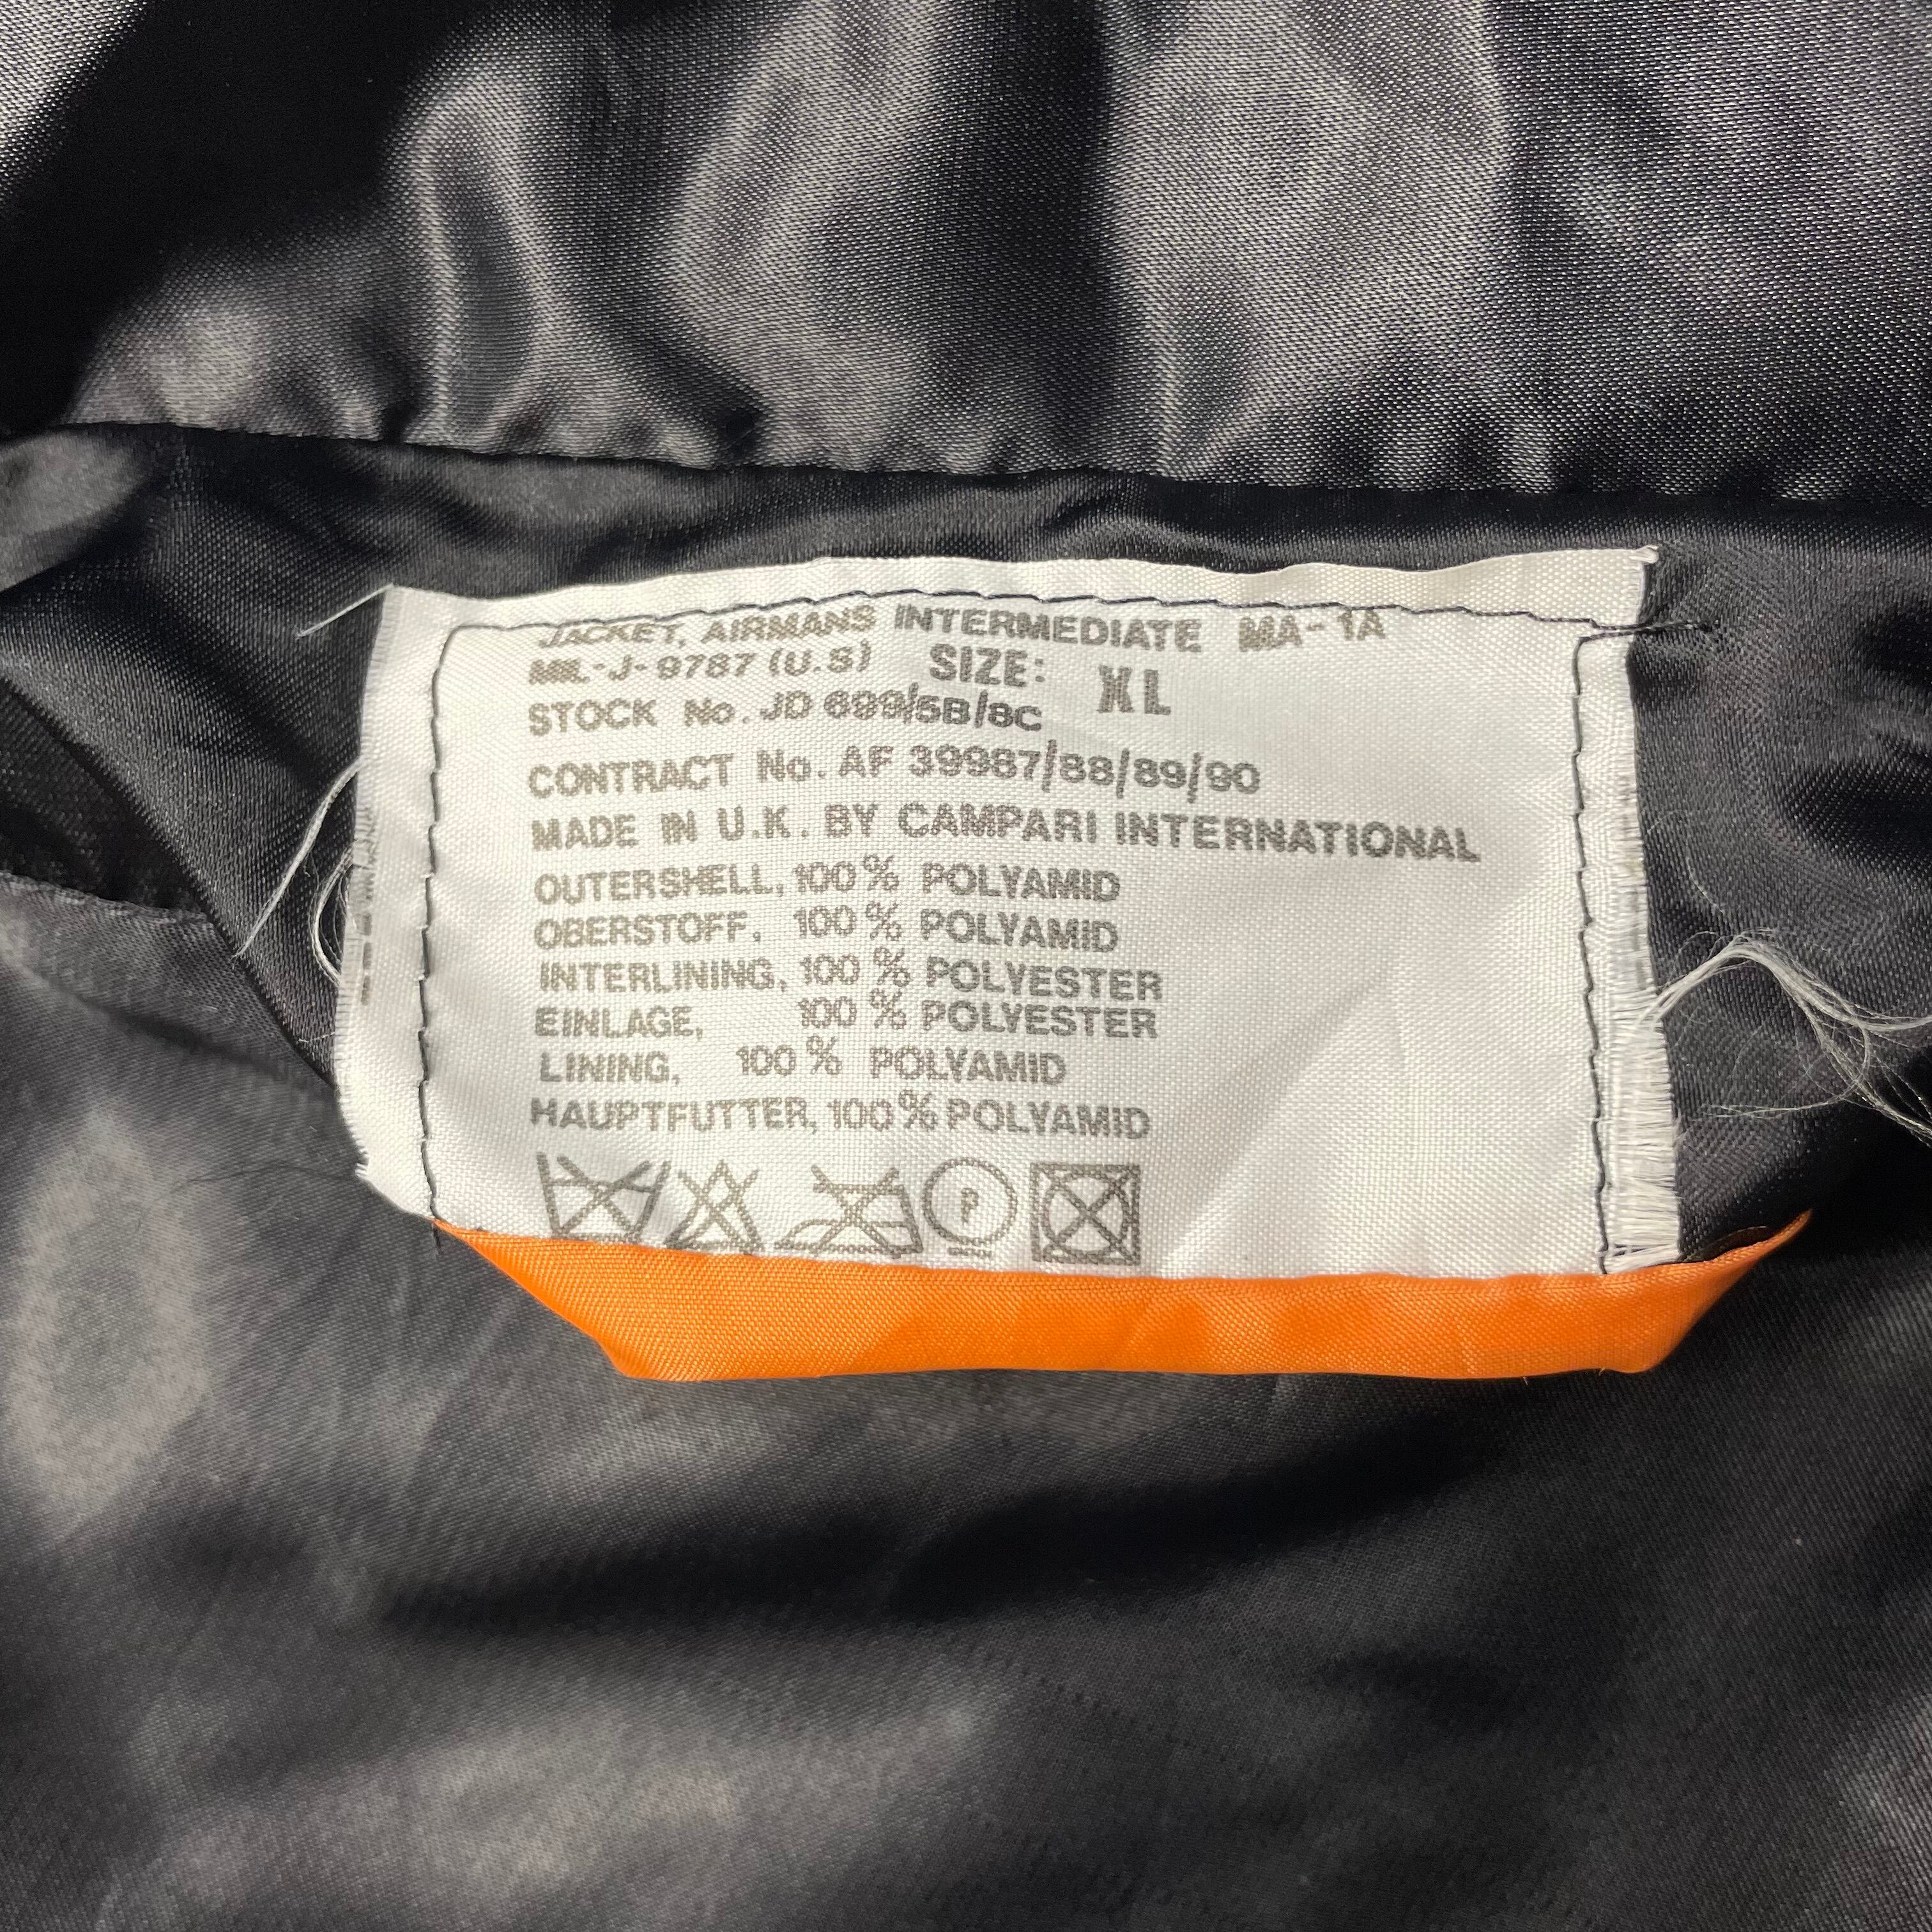 JACKET, AIRMANS INTERMEDIATE MA-1A
MIL-J-9787 (U.S) SIZE: XL
STOCK No. JD 699/5B/8C
CONTRACT No. AF 39987/88/89/90
MADE IN U.K. BY CAMPARI INTERNATIONAL
OUTERSHELL, 100% POLYAMID
OBERSTOFF, 100% POLYAMID
INTERLINING, 100% POLYESTER
EINLAGE, 100% POLYESTER
LINING, 100% POLYAMID
HAUPTFUTTER, 100% POLYAMID
P